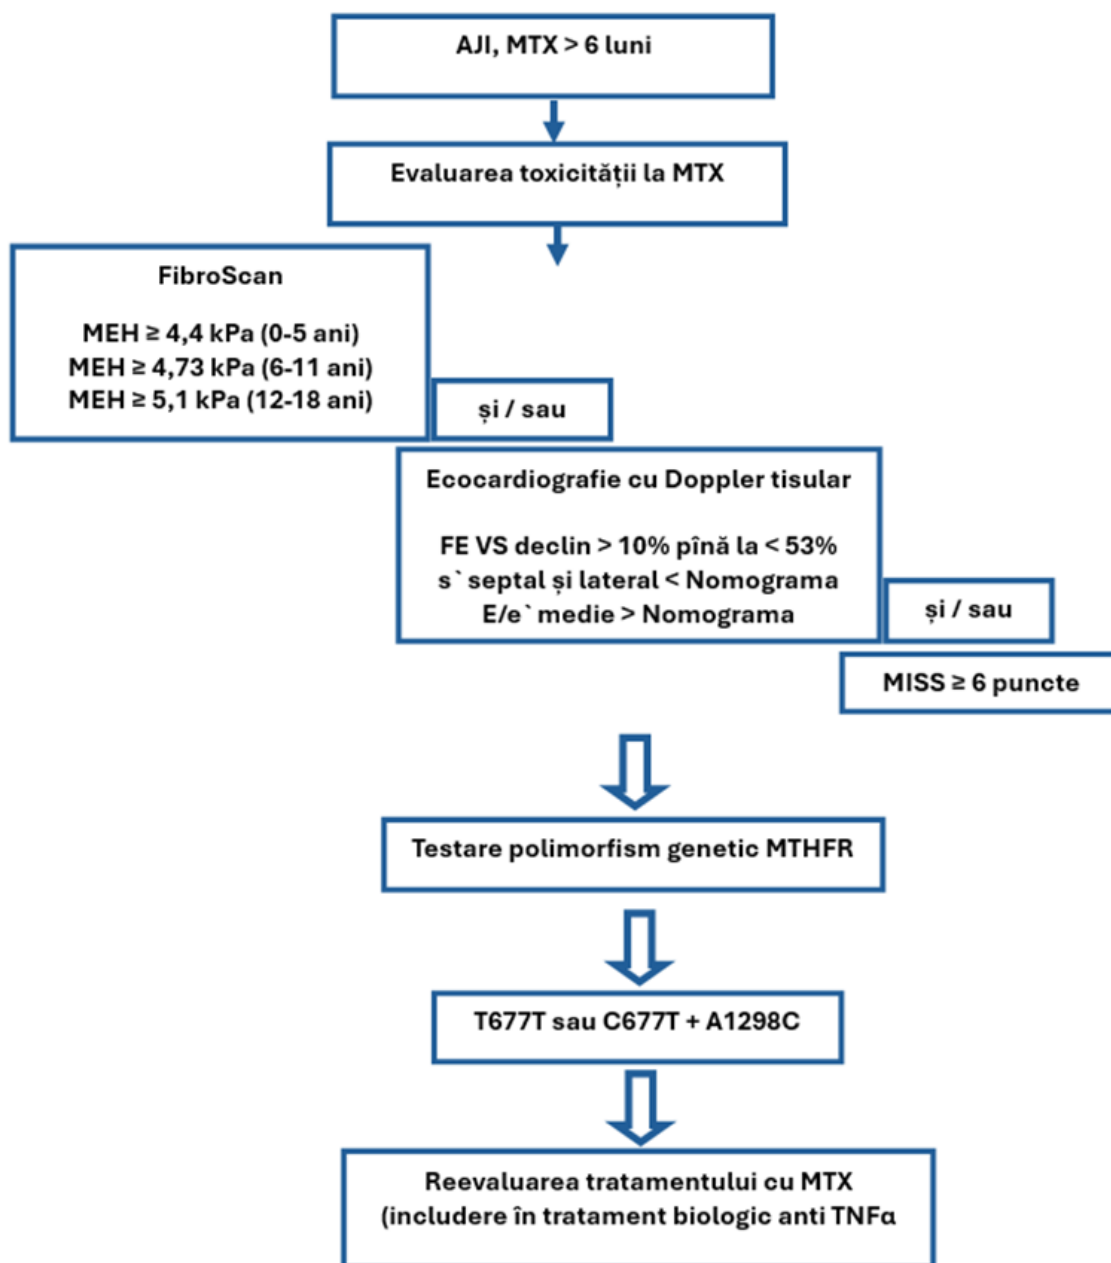 AJI, MTX > 6 luni
Evaluarea toxicității la MTX
FibroScan
MEH ≥ 4,4 kPa (0-5 ani)
MEH ≥ 4,73 kPa (6-11 ani)
MEH ≥ 5,1 kPa (12-18 ani)
și / sau
Ecocardiografie cu Doppler tisular
FE VS declin > 10% pînă la < 53%
s`septal și lateral < Nomograma
E/e`medie > Nomograma
și / sau
MISS ≥ 6 puncte
Testare polimorfism genetic MTHFR
T677T sau C677T + A1298C
Reevaluarea tratamentului cu MTX
(includere în tratament biologic anti TNFα